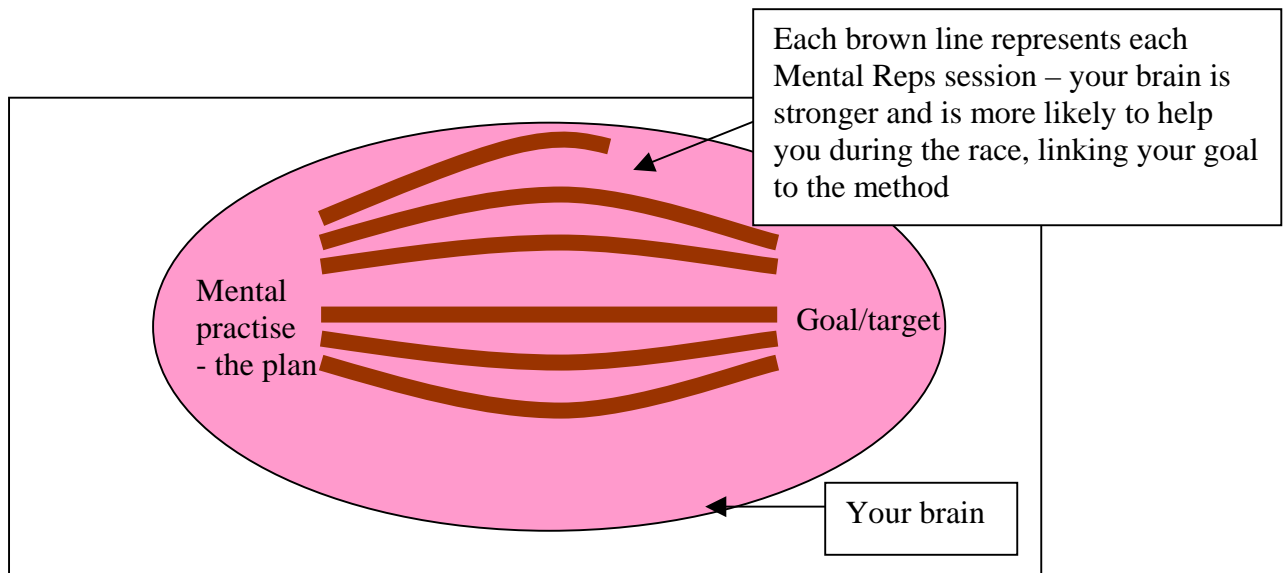 Each brown line represents each
Mental Reps session – your brain is
stronger and is more likely to help
you during the race, linking your goal
to the method
Mental
practise
- the plan
Goal/target
Your brain